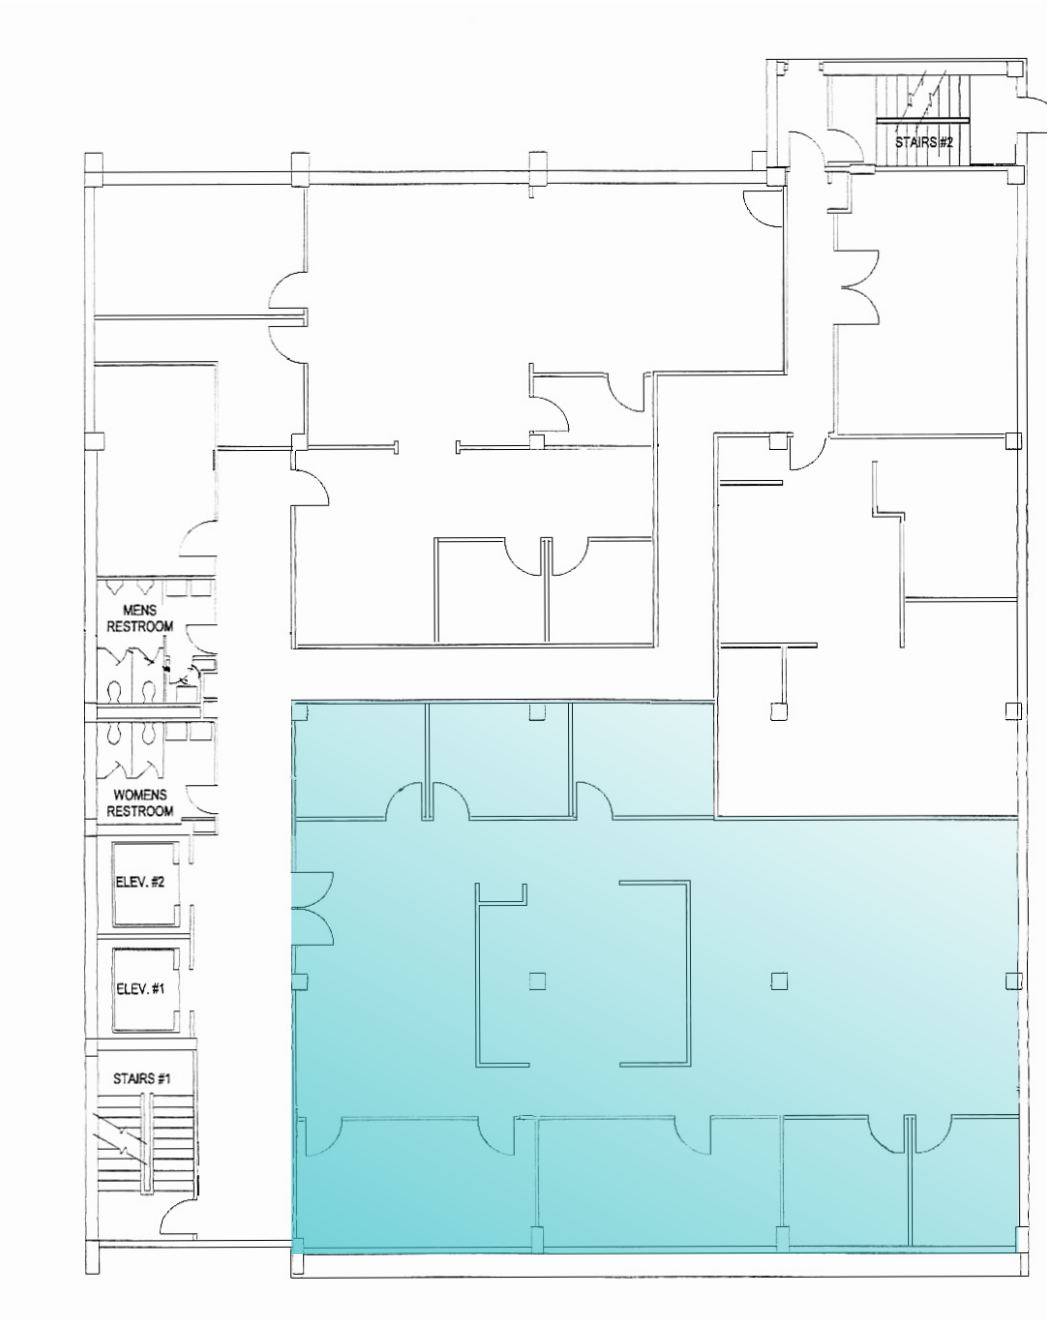 STAIRS #2
MENS
RESTROOM
WOMENS
RESTROOM
ELEV. #2
ELEV. #1
STAIRS #1